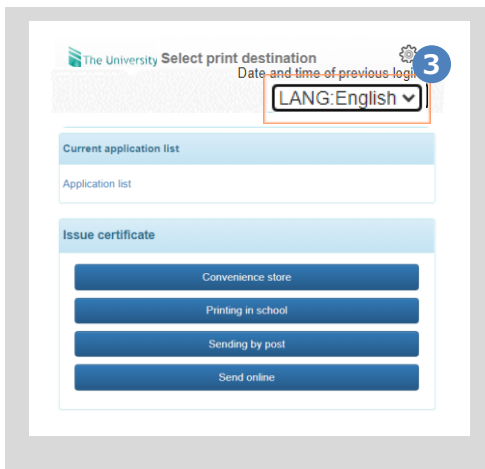 The University Select print destination
Date and time of previous login
3
LANG:English
Current application list
Application list
Issue certificate
Convenience store
Printing in school
Sending by post
Send online